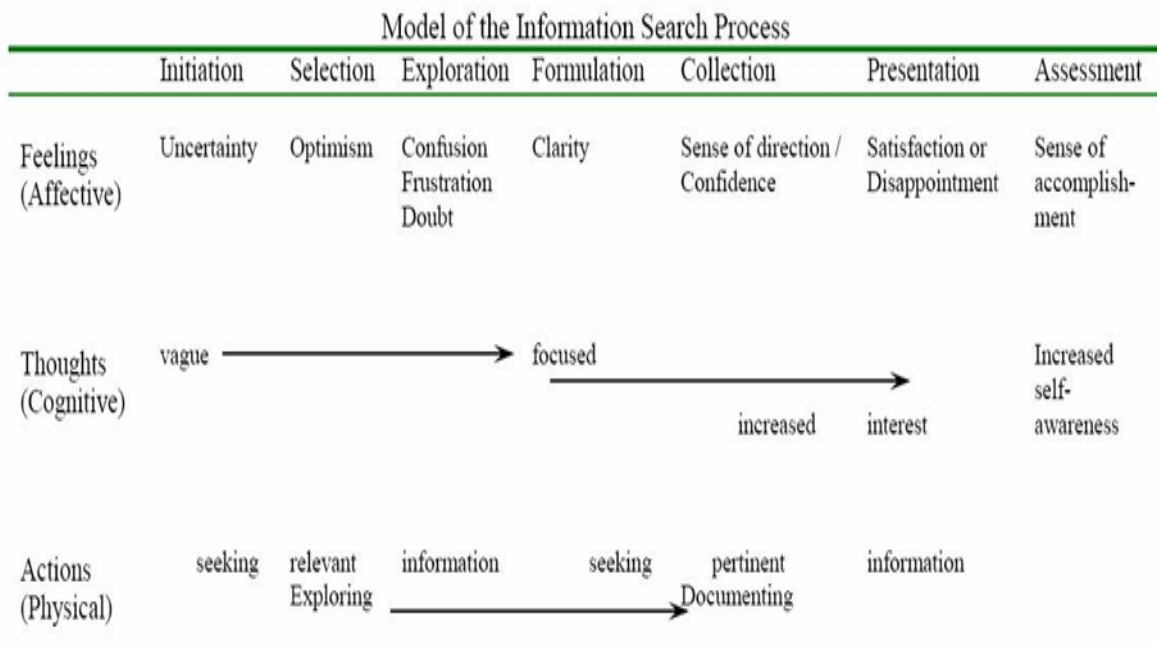 Model of the Information Search Process
Initiation Selection Exploration Formulation Collection Presentation Assessment
Feelings
(Affective)
Uncertainty
Optimism
Confusion
Frustration
Doubt
Clarity
Sense of direction /
Confidence
Satisfaction or
Disappointment
Sense of
accomplish-
ment
Thoughts
(Cognitive)
vague
focused
increased interest
Increased
self-
awareness
Actions
(Physical)
seeking relevant information seeking pertinent information
Exploring Documenting